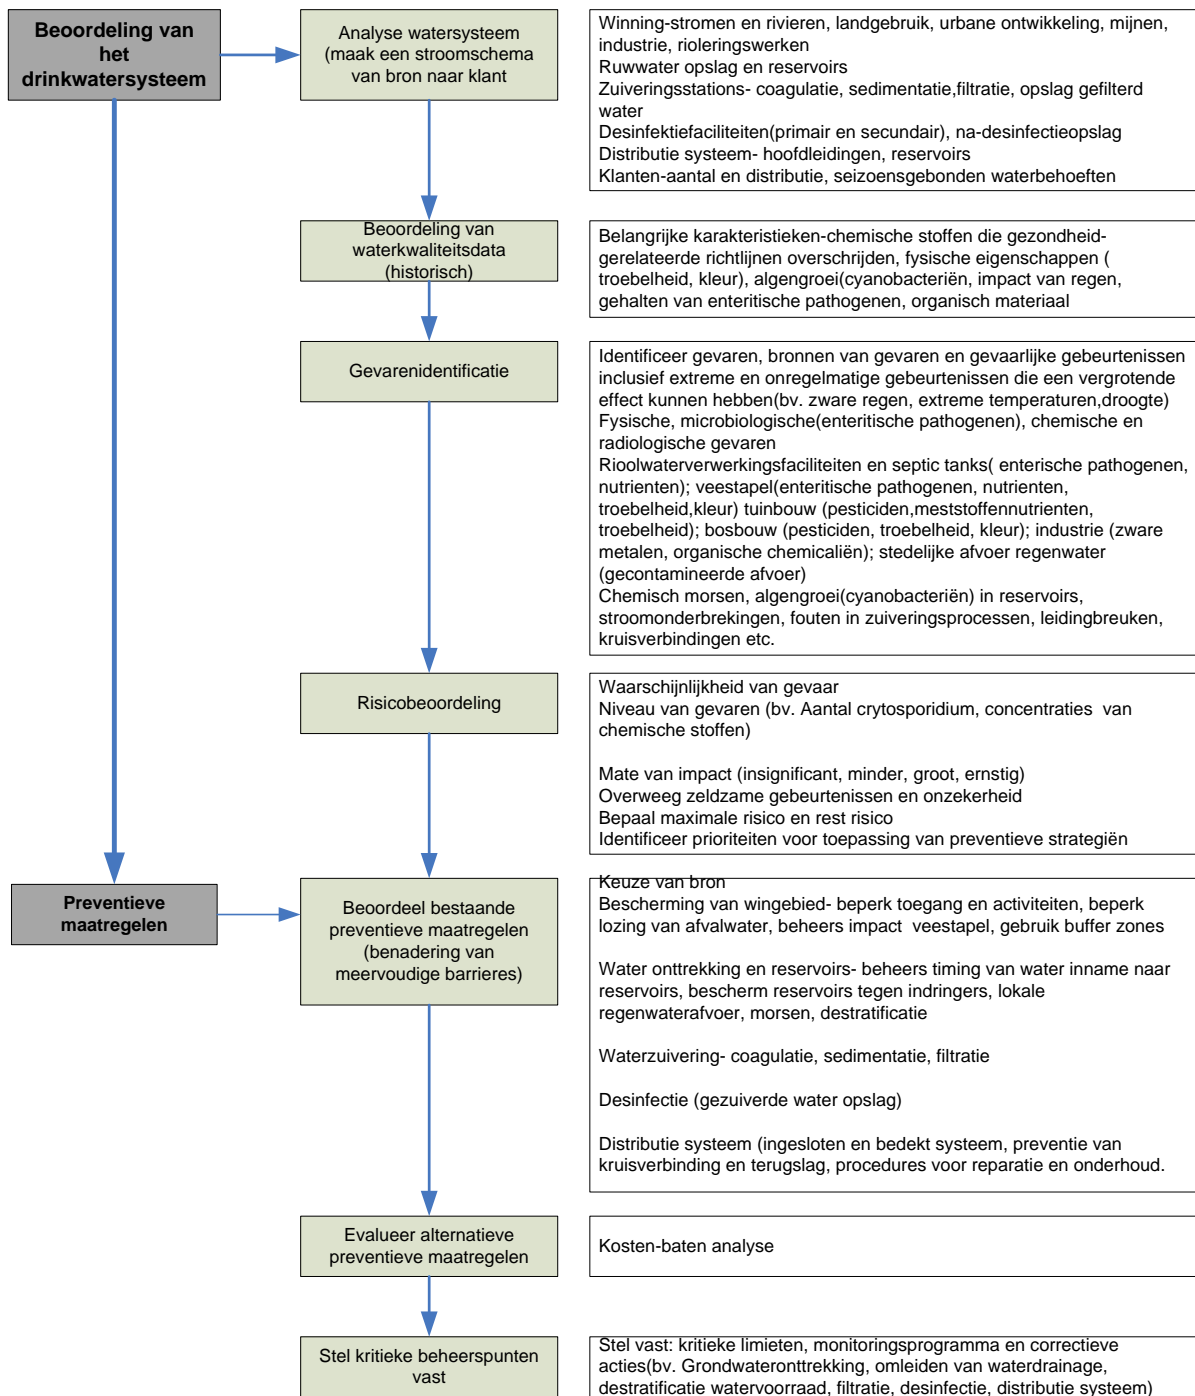 Beoordeling van
het
drinkwatersysteem
Analyse watersysteem
(maak een stroomschema
van bron naar klant
Winning-stromen en rivieren, landgebruik, urbane ontwikkeling, mijnen,
industrie, rioleringswerken
Ruwwater opslag en reservoirs
Zuiveringsstations- coagulatie, sedimentatie,filtratie, opslag gefilterd
water
Desinfektiefaciliteiten(primair en secundair), na-desinfectieopslag
Distributie systeem- hoofdleidingen, reservoirs
Klanten-aantal en distributie, seizoensgebonden waterbehoeften
Beoordeling van
waterkwaliteitsdata
(historisch)
Belangrijke karakteristieken-chemische stoffen die gezondheid-
gerelateerde richtlijnen overschrijden, fysische eigenschappen (
troebelheid, kleur), algengroei(cyanobacteriën, impact van regen,
gehalten van enteritische pathogenen, organisch materiaal
Gevarenidentificatie
Identificeer gevaren, bronnen van gevaren en gevaarlijke gebeurtenissen
inclusief extreme en onregelmatige gebeurtenissen die een vergrotende
effect kunnen hebben(bv. zware regen, extreme temperaturen,droogte)
Fysische, microbiologische(enteritische pathogenen), chemische en
radiologische gevaren
Rioolwaterverwerkingsfaciliteiten en septic tanks( enterische pathogenen,
nutrienten); veestapel(enteritische pathogenen, nutrienten,
troebelheid,kleur) tuinbouw (pesticiden,meststoffennutrienten,
troebelheid); bosbouw (pesticiden, troebelheid, kleur); industrie (zware
metalen, organische chemicaliën); stedelijke afvoer regenwater
(gecontamineerde afvoer)
Chemisch morsen, algengroei(cyanobacteriën) in reservoirs,
stroomonderbrekingen, fouten in zuiveringsprocessen, leidingbreuken,
kruisverbindingen etc.
Risicobeoordeling
Waarschijnlijkheid van gevaar
Niveau van gevaren (bv. Aantal crytosporidium, concentraties  van
chemische stoffen)
Mate van impact (insignificant, minder, groot, ernstig)
Overweeg zeldzame gebeurtenissen en onzekerheid
Bepaal maximale risico en rest risico
Identificeer prioriteiten voor toepassing van preventieve strategiën
Preventieve
maatregelen
Beoordeel bestaande
preventieve maatregelen
(benadering van
meervoudige barrieres)
Keuze van bron
Bescherming van wingebied- beperk toegang en activiteiten, beperk
lozing van afvalwater, beheers impact  veestapel, gebruik buffer zones
Water onttrekking en reservoirs- beheers timing van water inname naar
reservoirs, bescherm reservoirs tegen indringers, lokale
regenwaterafvoer, morsen, destratificatie
Waterzuivering- coagulatie, sedimentatie, filtratie
Desinfectie (gezuiverde water opslag)
Distributie systeem (ingesloten en bedekt systeem, preventie van
kruisverbinding en terugslag, procedures voor reparatie en onderhoud.
Evalueer alternatieve
preventieve maatregelen
Kosten-baten analyse
Stel kritieke beheerspunten
vast
Stel vast: kritieke limieten, monitoringsprogramma en correctieve
acties(bv. Grondwateronttrekking, omleiden van waterdrainage,
destratificatie watervoorraad, filtratie, desinfectie, distributie systeem)